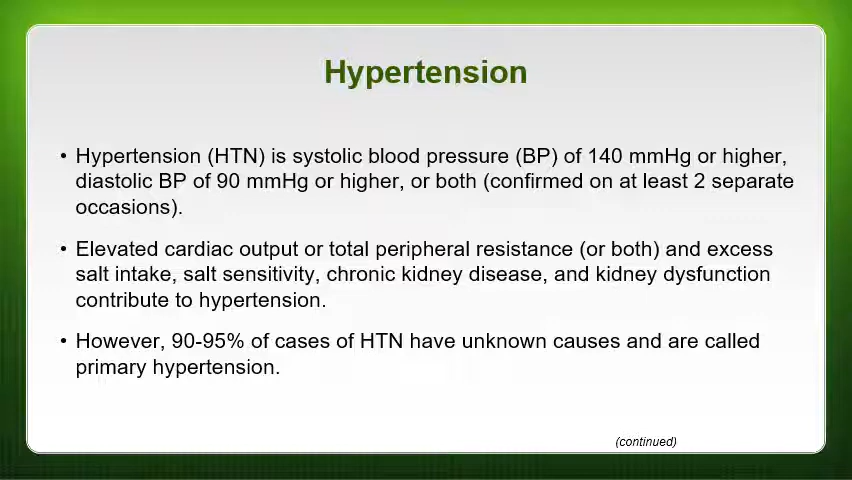 Hypertension
• Hypertension (HTN) is systolic blood pressure (BP) of 140 mmHg or higher,
diastolic BP of 90 mmHg or higher, or both (confirmed on at least 2 separate
occasions).
• Elevated cardiac output or total peripheral resistance (or both) and excess
salt intake, salt sensitivity, chronic kidney disease, and kidney dysfunction
contribute to hypertension.
• However, 90-95% of cases of HTN have unknown causes and are called
primary hypertension.
(continued)